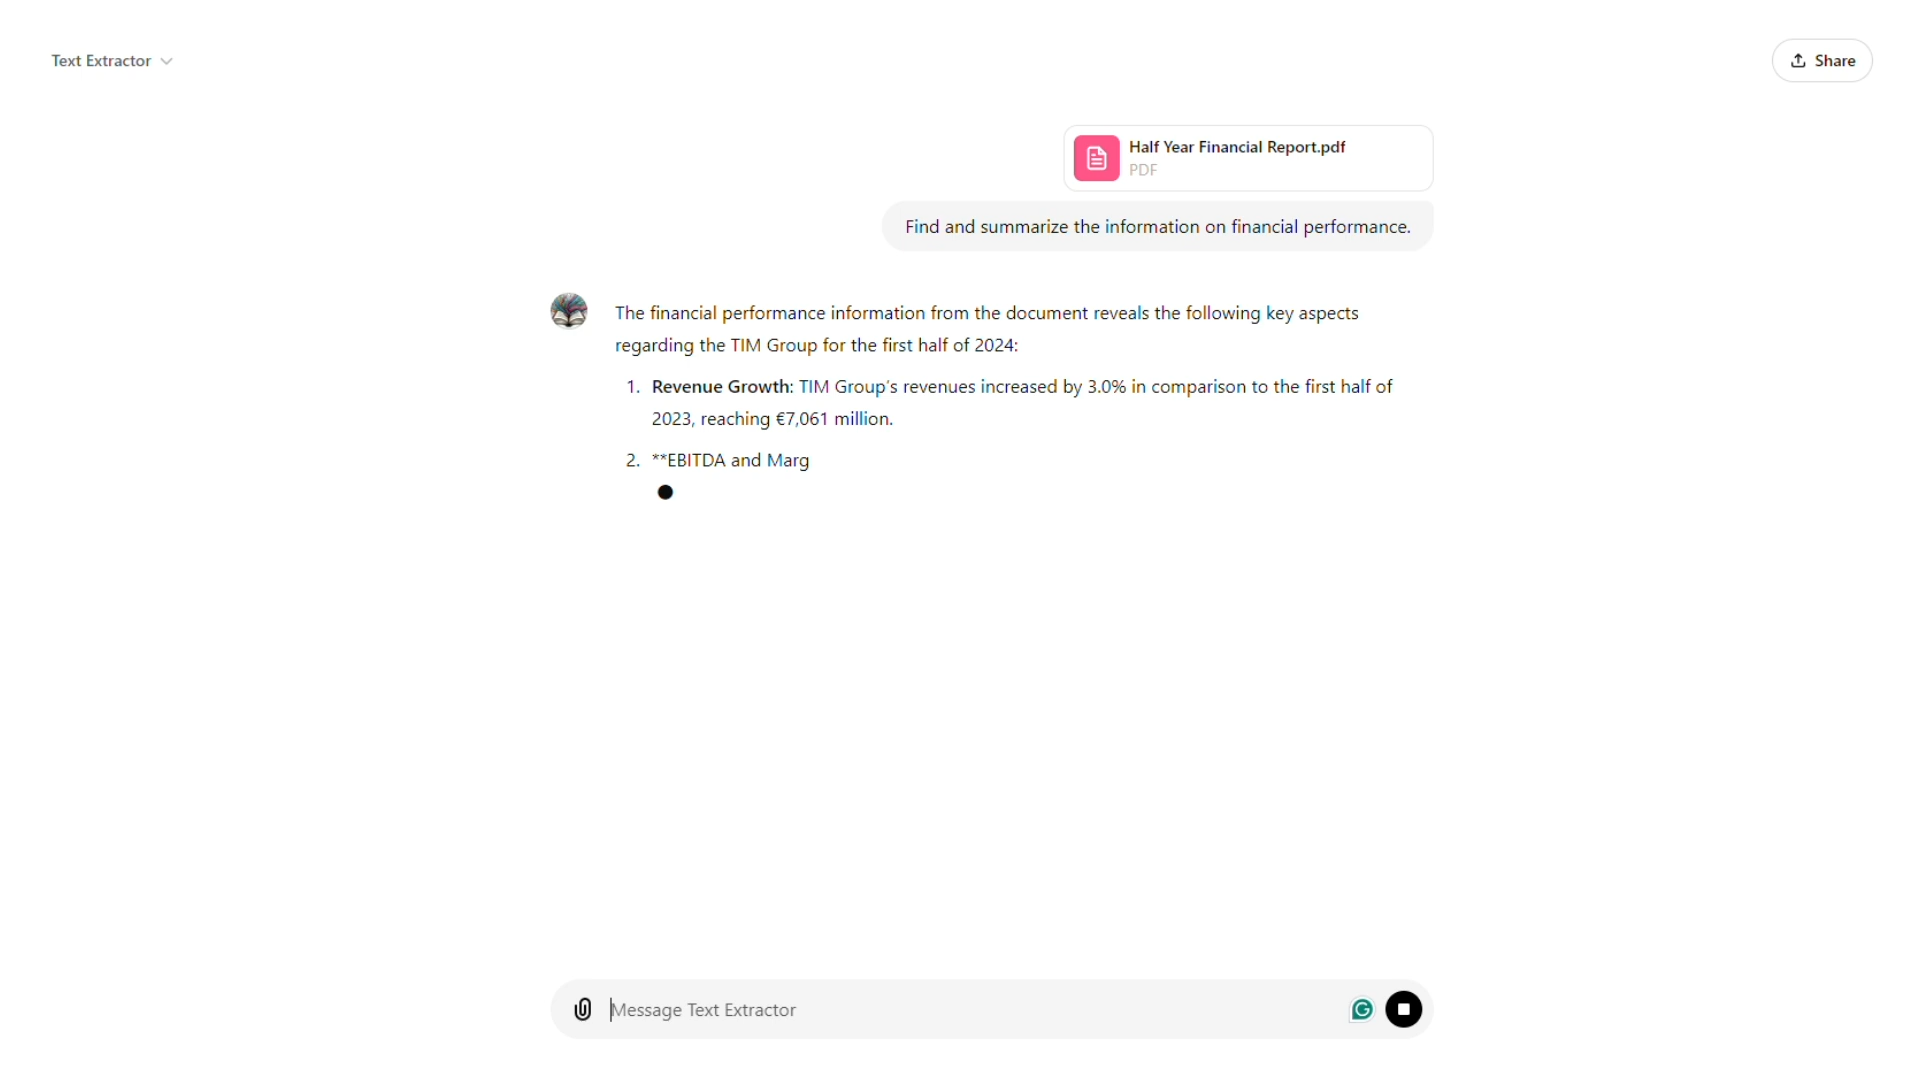 Text Extractor
Share
Half Year Financial Report.pdf
PDF
Find and summarize the information on financial performance.
The financial performance information from the document reveals the following key aspects
regarding the TIM Group for the first half of 2024:
1. Revenue Growth: TIM Group's revenues increased by 3.0% in comparison to the first half of
2023, reaching €7,061 million.
2. **EBITDA and Marg
Message Text Extractor